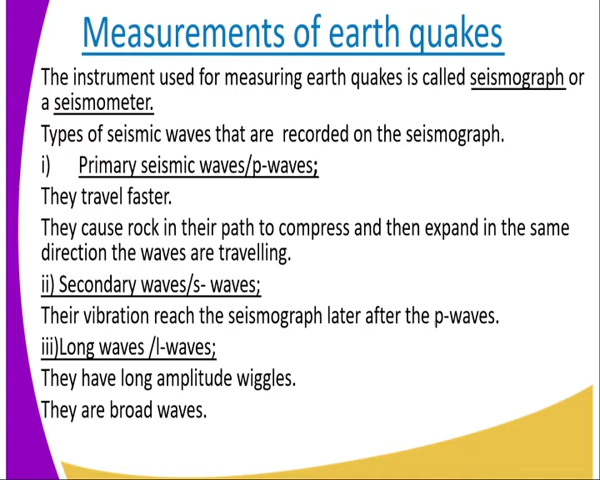 Measurements of earth quakes
The instrument used for measuring earth quakes is called seismograph or
a seismometer.
Types of seismic waves that are recorded on the seismograph.
i) Primary seismic waves/p-waves;
They travel faster.
They cause rock in their path to compress and then expand in the same
direction the waves are travelling.
ii) Secondary waves/s- waves;
Their vibration reach the seismograph later after the p-waves.
iii)Long waves /l-waves;
They have long amplitude wiggles.
They are broad waves.